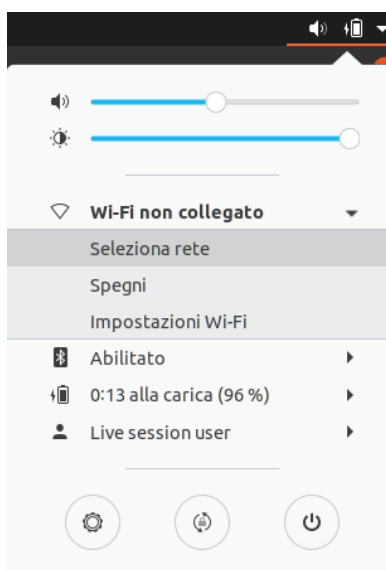 Wi-Fi non collegato
Seleziona rete
Spegni
Impostazioni Wi-Fi
Abilitato
0:13 alla carica (96 %)
Live session user